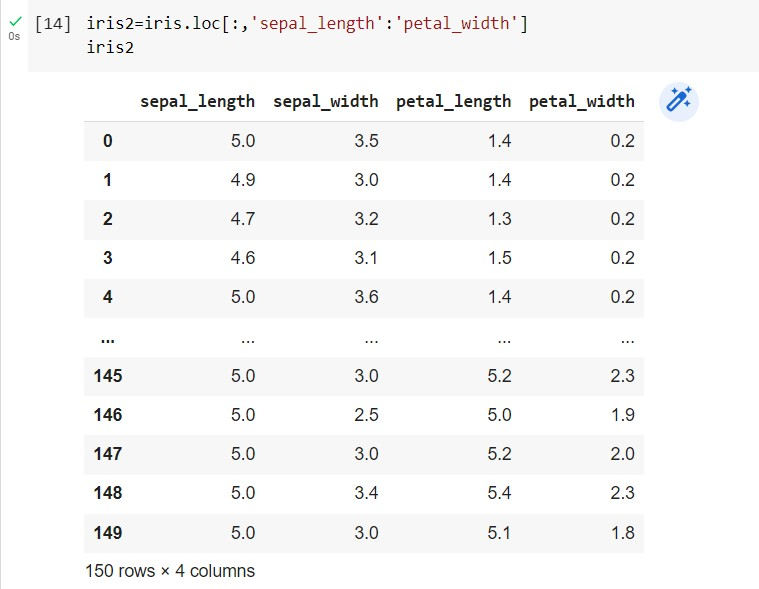 [14] iris2=iris.loc[:,'sepal_length':'petal_width']
0s
iris2
sepal_length sepal_width petal_length petal_width
0 5.0 3.5 1.4 0.2
1 4.9 3.0 1.4 0.2
2 4.7 3.2 1.3 0.2
3 4.6 3.1 1.5 0.2
4 5.0 3.6 1.4 0.2
... ... ... ... ...
145 5.0 3.0 5.2 2.3
146 5.0 2.5 5.0 1.9
147 5.0 3.0 5.2 2.0
148 5.0 3.4 5.4 2.3
149 5.0 3.0 5.1 1.8
150 rows × 4 columns